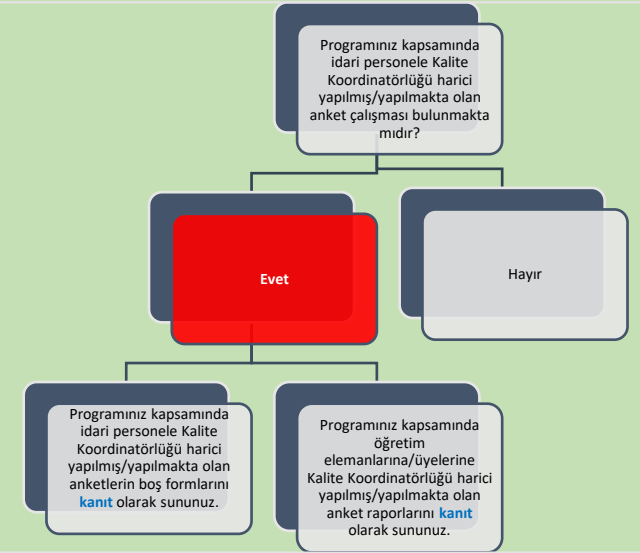 Programınız kapsamında
idari personele Kalite
Koordinatörlüğü harici
yapılmış/yapılmakta olan
anket çalışması bulunmakta
mıdır?
Evet
Hayır
Programınız kapsamında
idari personele Kalite
Koordinatörlüğü harici
yapılmış/yapılmakta olan
anketlerin boş formlarını
kanıt olarak sununuz.
Programınız kapsamında
öğretim
elemanlarına/üyelerine
Kalite Koordinatörlüğü harici
yapılmış/yapılmakta olan
anket raporlarını kanıt
olarak sununuz.